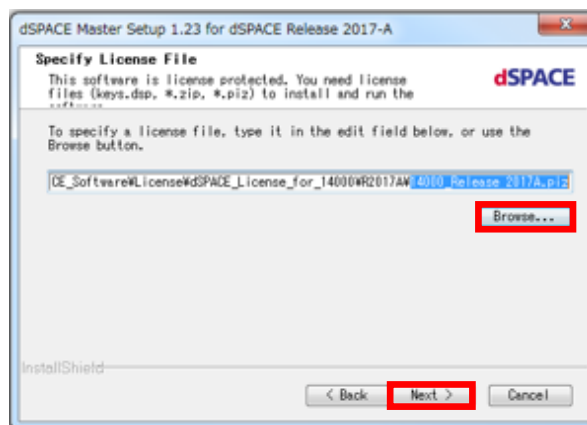 dSPACE Master Setup 1.23 for dSPACE Release 2017-A
Specify License File
This software is license protected. You need license
files (keys.dsp, *.zip, *.piz) to install and run the
dSPACE
To specify a license file, type it in the edit field below, or use the
Browse button.
CE_Software¥License¥dSPACE_License_for_14000¥R2017A¥14000_Release 2017A.piz
Browse...
InstallShield
< Back
Next >
Cancel